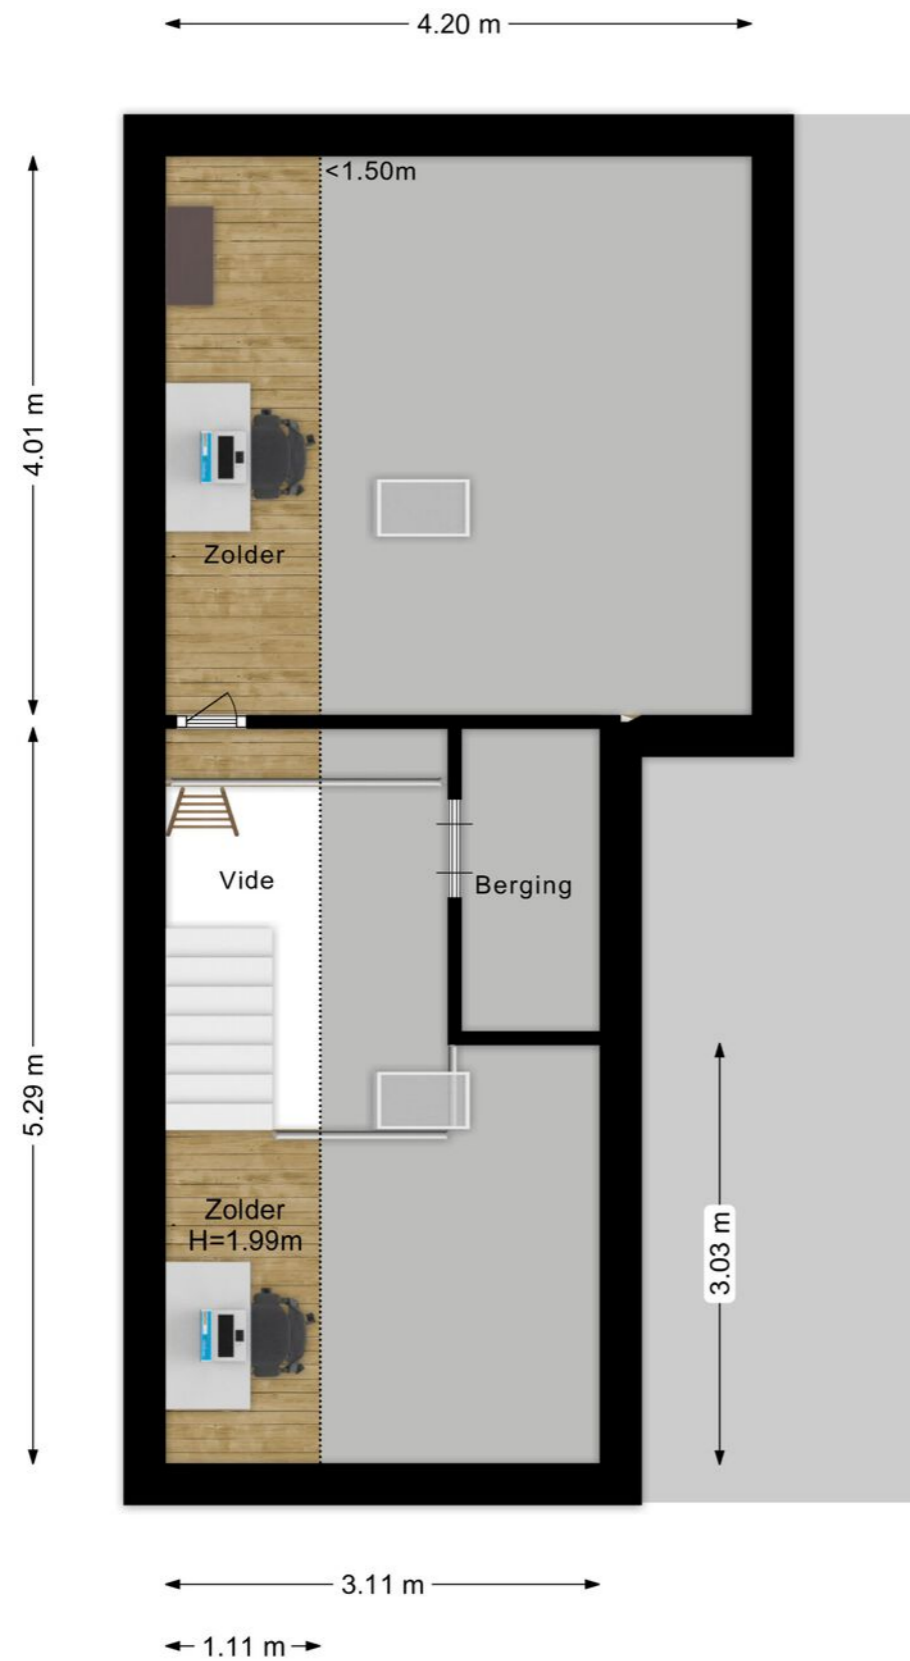 4.20 m
<1.50m
4.01 m
Zolder
Vide
Berging
5.29 m
Zolder
H=1.99m
3.03 m
3.11 m
1.11 m